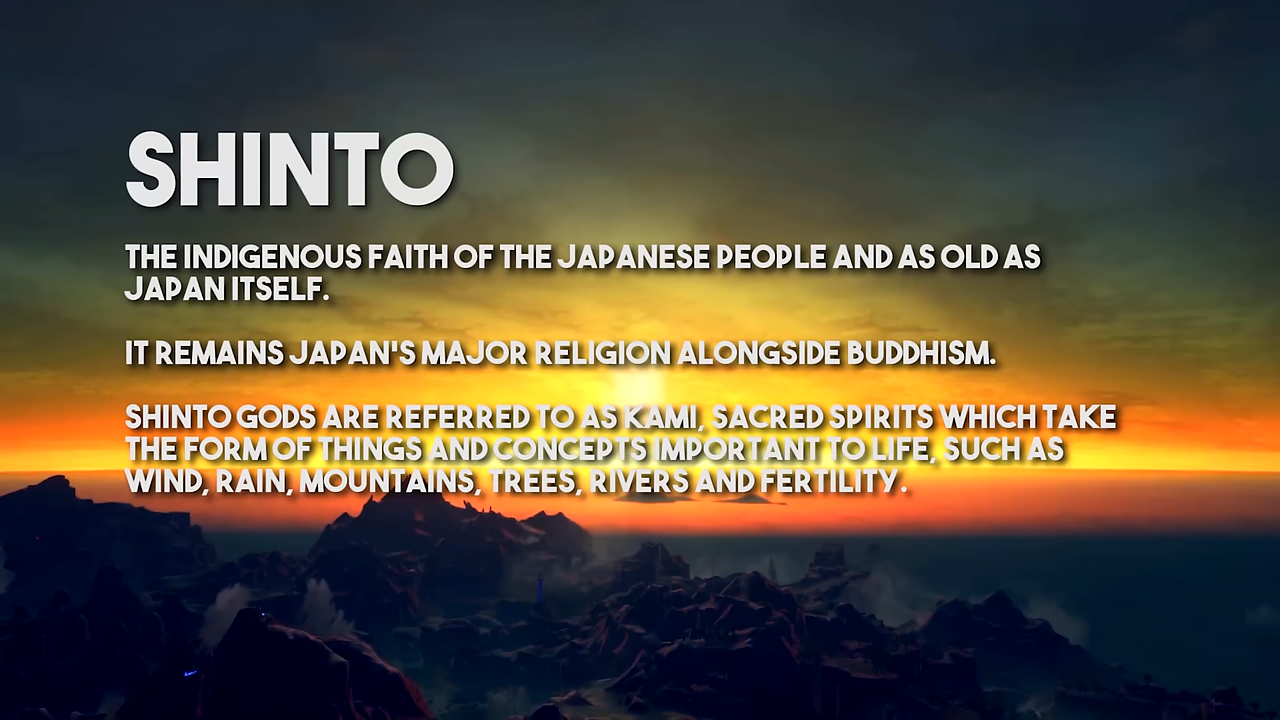 SHINTO
THE INDIGENOUS FAITH OF THE JAPANESE PEOPLE AND AS OLD AS
JAPAN ITSELF.
IT REMAINS JAPAN'S MAJOR RELIGION ALONGSIDE BUDDHISM.
SHINTO GODS ARE REFERRED TO AS KAMI, SACRED SPIRITS WHICH TAKE
THE FORM OF THINGS AND CONCEPTS IMPORTANT TO LIFE, SUCH AS
WIND, RAIN, MOUNTAINS, TREES, RIVERS AND FERTILITY.